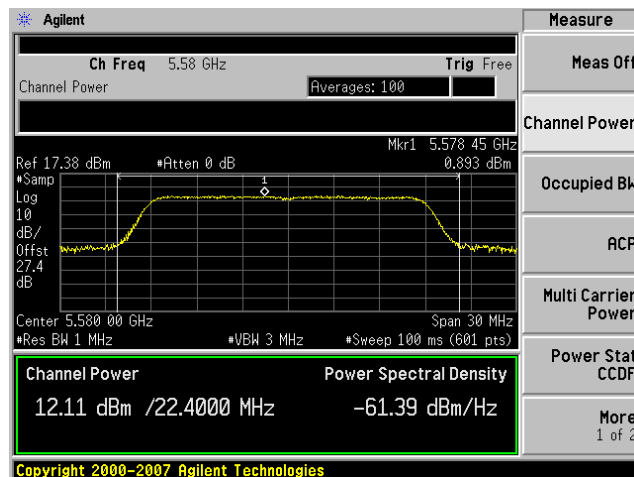 Agilent
Measure
Ch Freq 5.58 GHz Trig Free
Meas Off
Channel Power Averages: 100
Channel Power
Mkr1 5.578 45 GHz
Ref 17.38 dBm #Atten 0 dB 0.893 dBm
#Samp
1
Log
10
dB/
Offst
27.4
dB
Occupied BW
ACP
Multi Carrier
Power
Center 5.580 00 GHz Span 30 MHz
#Res BW 1 MHz #VBW 3 MHz #Sweep 100 ms (601 pts)
Power Stat
CCDF
Channel Power Power Spectral Density
12.11 dBm /22.4000 MHz -61.39 dBm/Hz
More
1 of 2
Copyright 2000-2007 Agilent Technologies